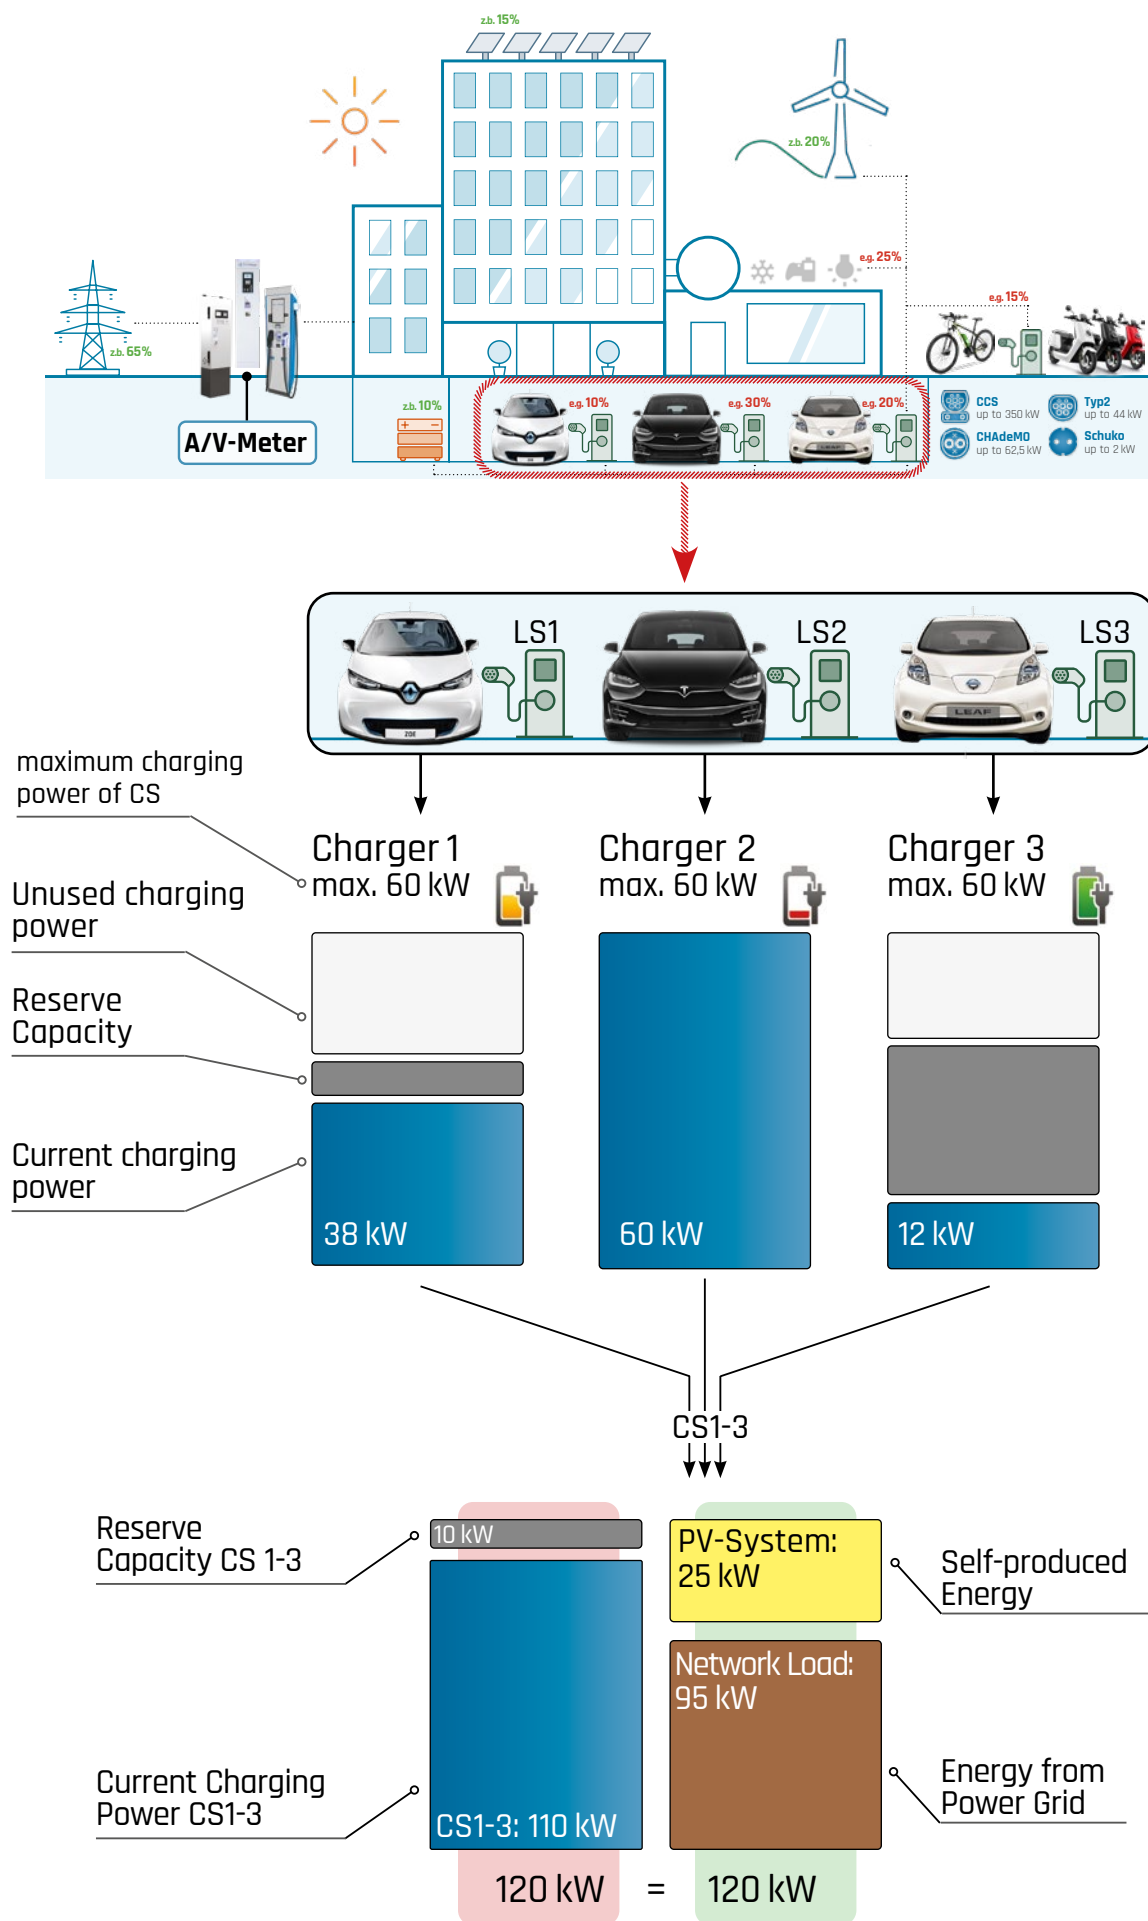 z.b. 15%
z.b. 20%
e.g. 25%
e.g. 15%
z.b. 65%
A/V-Meter
z.b. 10%
e.g. 10%
e.g. 30%
e.g. 20%
CCS
up to 350 kW
Typ2
up to 44 kW
CHAdeMO
up to 62,5 kW
Schuko
up to 2 kW
LS1
LS2
LS3
ZOE
LEAF
maximum charging
power of CS
Charger 1
max. 60 kW
Charger 2
max. 60 kW
Charger 3
max. 60 kW
Unused charging
power
Reserve
Capacity
Current charging
power
38 kW
60 kW
12 kW
CS1-3
Reserve
Capacity CS 1-3
10 kW
PV-System:
25 kW
Self-produced
Energy
Network Load:
95 kW
Current Charging
Power CS1-3
CS1-3: 110 kW
Energy from
Power Grid
120 kW = 120 kW